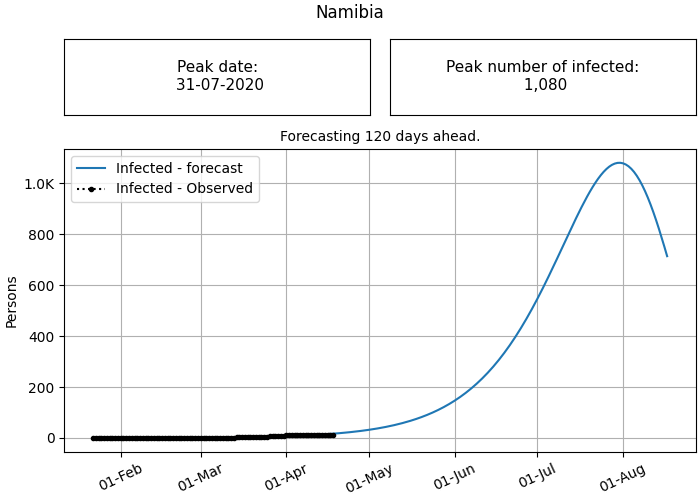 Namibia
Peak date:
31-07-2020
Peak number of infected:
1,080
Forecasting 120 days ahead.
Infected - forecast
Infected - Observed
1.0K
800
600
400
200
0
Persons
01-Feb
01-Mar
01-Apr
01-May
01-Jun
01-Jul
01-Aug